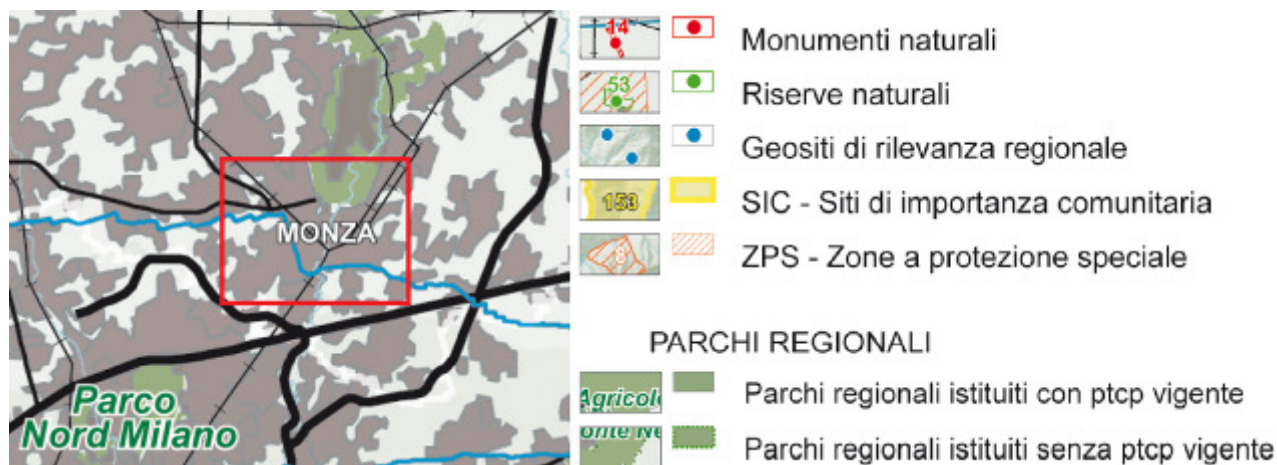 MONZA
Parco
Nord Milano
14
Monumenti naturali
53
Riserve naturali
Geositi di rilevanza regionale
153
SIC - Siti di importanza comunitaria
8
ZPS - Zone a protezione speciale
PARCHI REGIONALI
Agricolo
Parchi regionali istituiti con ptcp vigente
onte Ne
Parchi regionali istituiti senza ptcp vigente